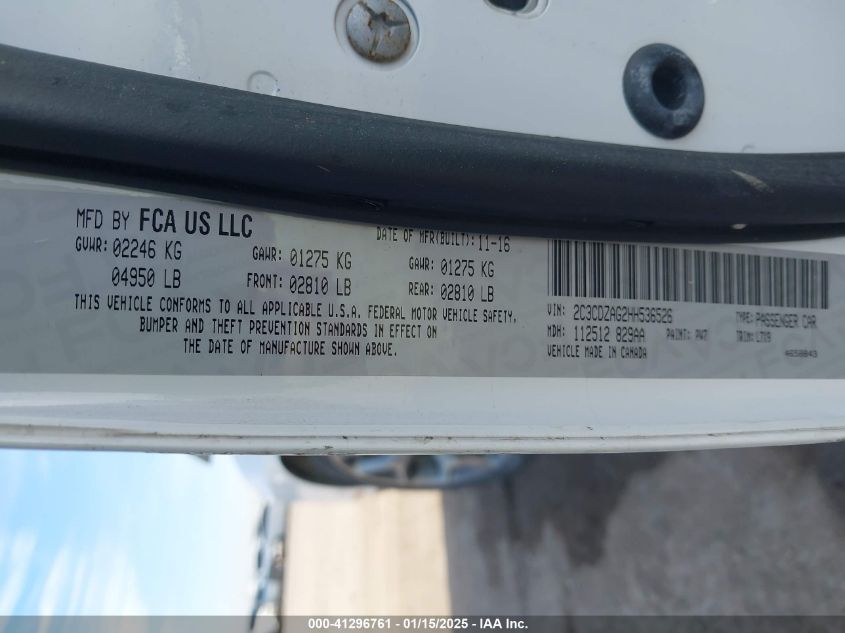 MFD BY FCA US LLC
DATE OF MFR(BUILT): 11-16
GVWR: 02246 KG
GAWR: 01275 KG
GAWR: 01275 KG
04950 LB
FRONT: 02810 LB
REAR: 02810 LB
THIS VEHICLE CONFORMS TO ALL APPLICABLE U.S.A. FEDERAL MOTOR VEHICLE SAFETY,
BUMPER AND THEFT PREVENTION STANDARDS IN EFFECT ON
THE DATE OF MANUFACTURE SHOWN ABOVE.
VIN: 2C3CDZAG2HH536526
TYPE: PASSENGER CAR
MDH: 112512 829AA
PAINT: PW7
TRIM: L7X9
VEHICLE MADE IN CANADA
000-41296761 - 01/15/2025 - IAA Inc.